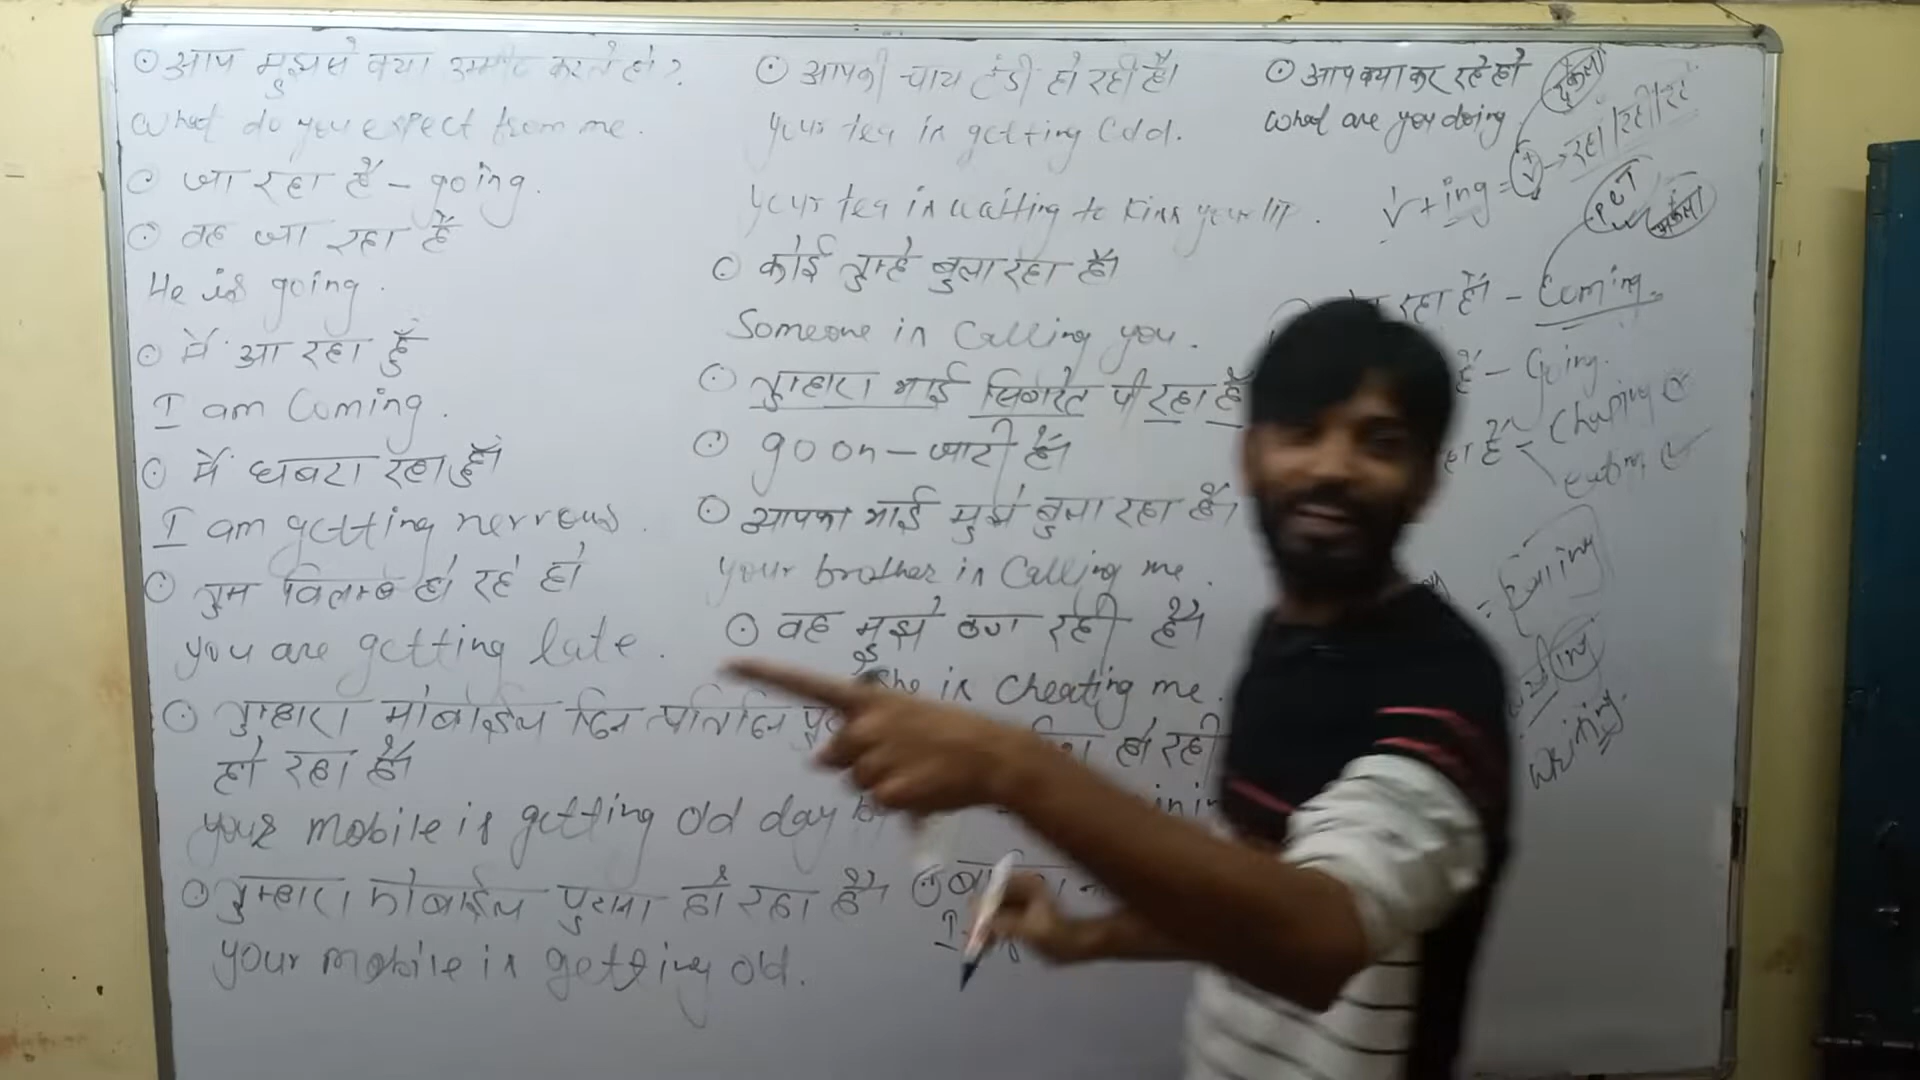 आप मुझसे क्या उम्मीद करते हो?
What do you expect from me.
जा रहा है - going.
वह जा रहा है
He is going.
मैं आ रहा हूँ
I am Coming.
मैं घबरा रहा हूँ।
I am getting nervous.
तुम विलम्ब हो रहे हो
you are getting late.
तुम्हारा मोबाईल दिन प्रतिदिन
हो रहा है।
your mobile is getting old day
तुम्हारा मोबाईल पुराना हो रहा है।
your mobile is getting old.
आपकी चाय ठंडी हो रही है।
your tea is getting Cold.
your tea is waiting to kiss your lip.
कोई तुम्हे बुला रहा है।
Someone is Calling you.
तुम्हारा भाई सिगरेत पी रहा है
go on - जारी है।
आपका भाई मुझे बुला रहा है।
your brother is Calling me.
वह मुझे ठग रही है।
She is Cheating me.
हो रही
I
आप क्या कर रहे हो
What are you doing
V + ing = रहा/रही/रहे
PCT
रहा है। - Coming.
है - Going.
है =
eating
writing.